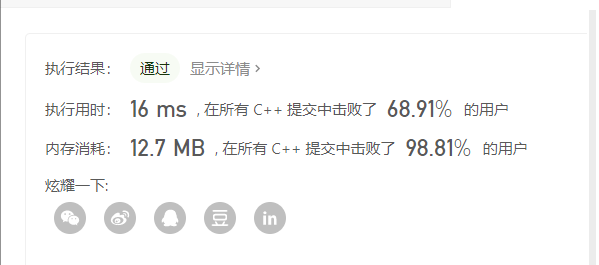 执行结果： 通过 显示详情 >
执行用时： 16 ms , 在所有 C++ 提交中击败了 68.91% 的用户
内存消耗： 12.7 MB , 在所有 C++ 提交中击败了 98.81% 的用户
炫耀一下:
豆 in